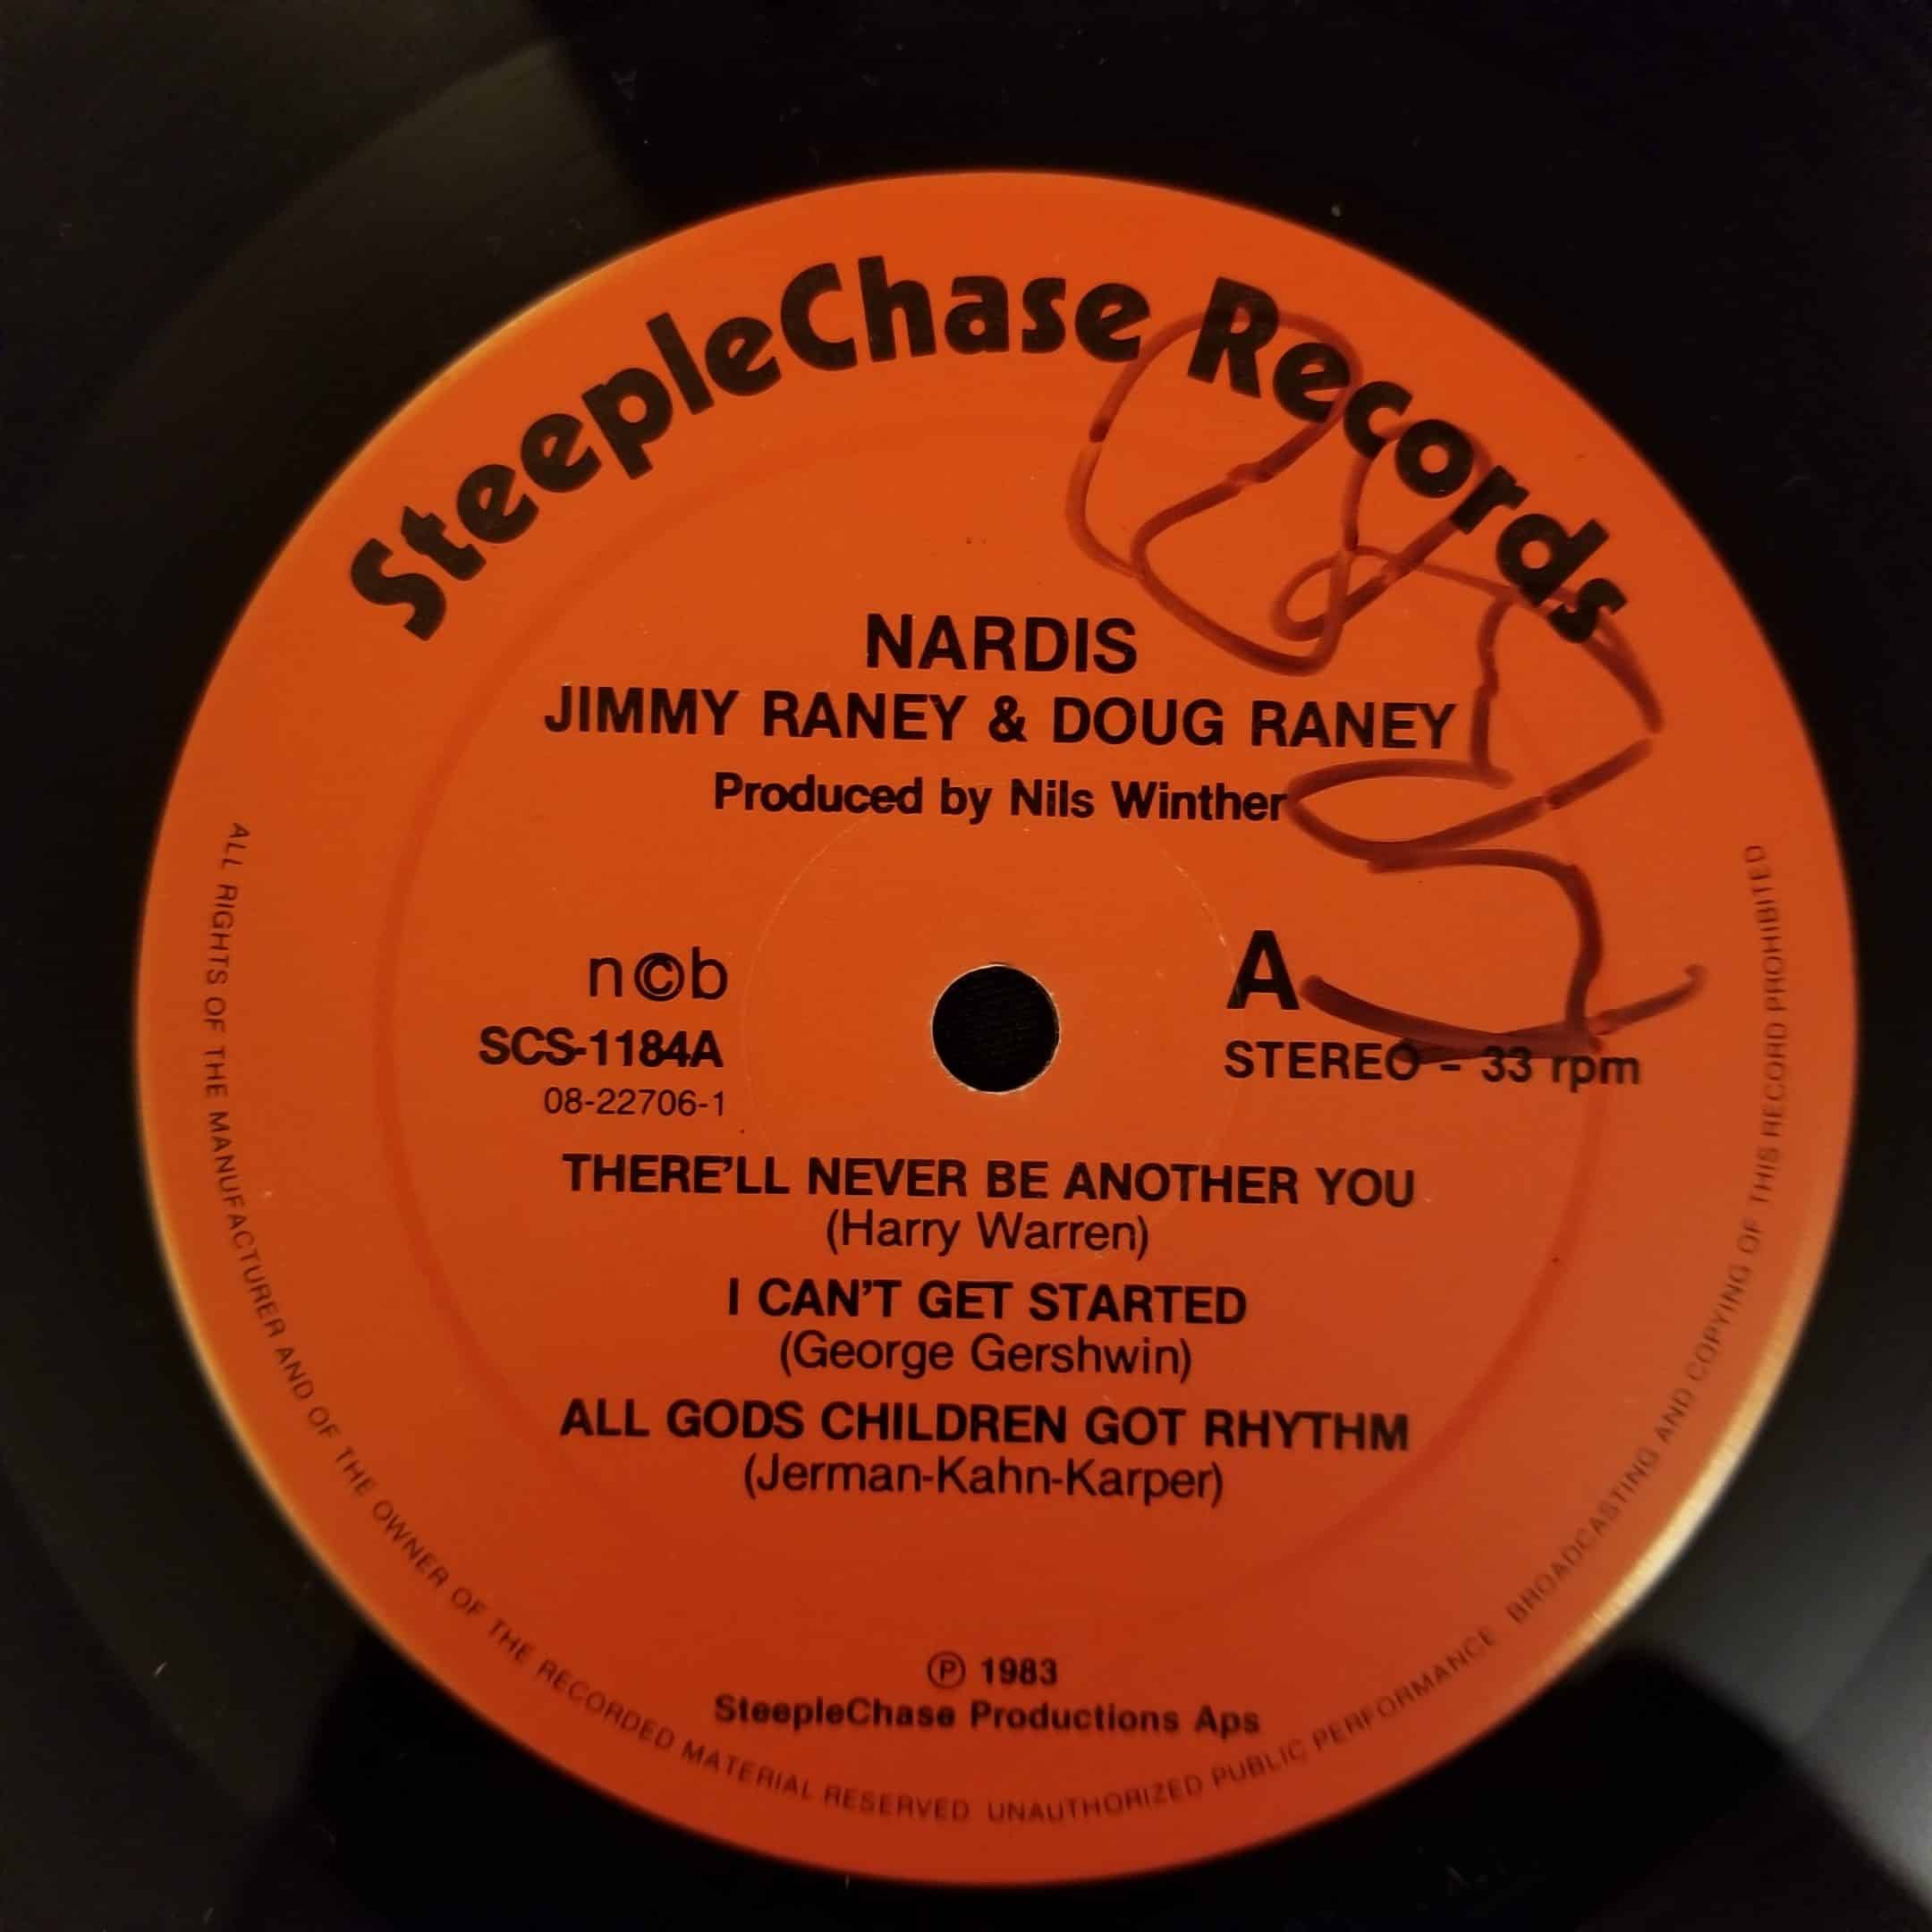 SteepleChase Records
NARDIS
JIMMY RANEY & DOUG RANEY
Produced by Nils Winther
n©b
SCS-1184A
08-22706-1
A
STEREO - 33 rpm
THERE'LL NEVER BE ANOTHER YOU
(Harry Warren)
I CAN'T GET STARTED
(George Gershwin)
ALL GODS CHILDREN GOT RHYTHM
(Jerman-Kahn-Karper)
Ⓟ 1983
SteepleChase Productions Aps
ALL RIGHTS OF THE MANUFACTURER AND OF THE OWNER OF THE RECORDED MATERIAL RESERVED UNAUTHORIZED PUBLIC PERFORMANCE BROADCASTING AND COPYING OF THIS RECORD PROHIBITED